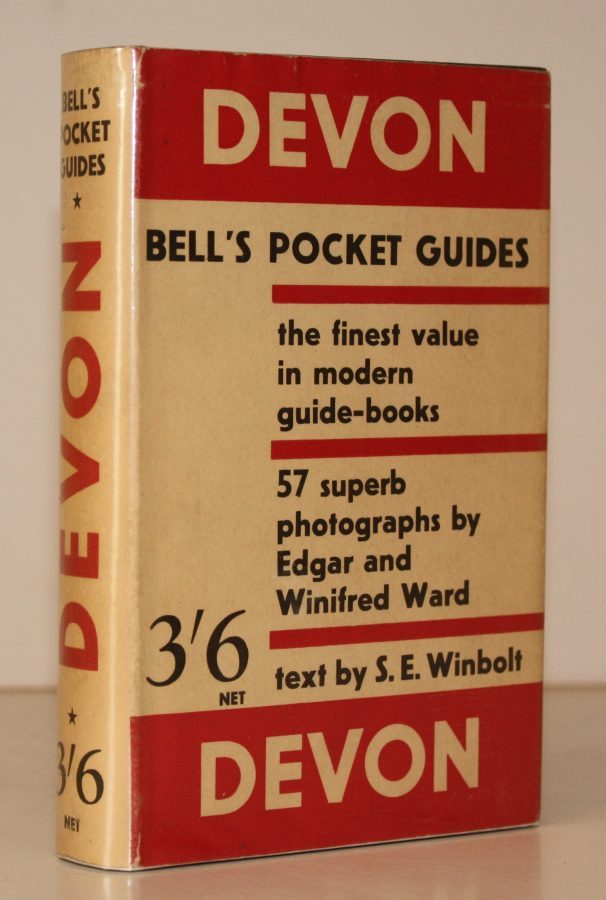 BELL'S
POCKET
GUIDES
★
DEVON
★
3'6
NET
DEVON
BELL'S POCKET GUIDES
the finest value
in modern
guide-books
57 superb
photographs by
Edgar and
Winifred Ward
3'6
NET
text by S. E. Winbolt
DEVON